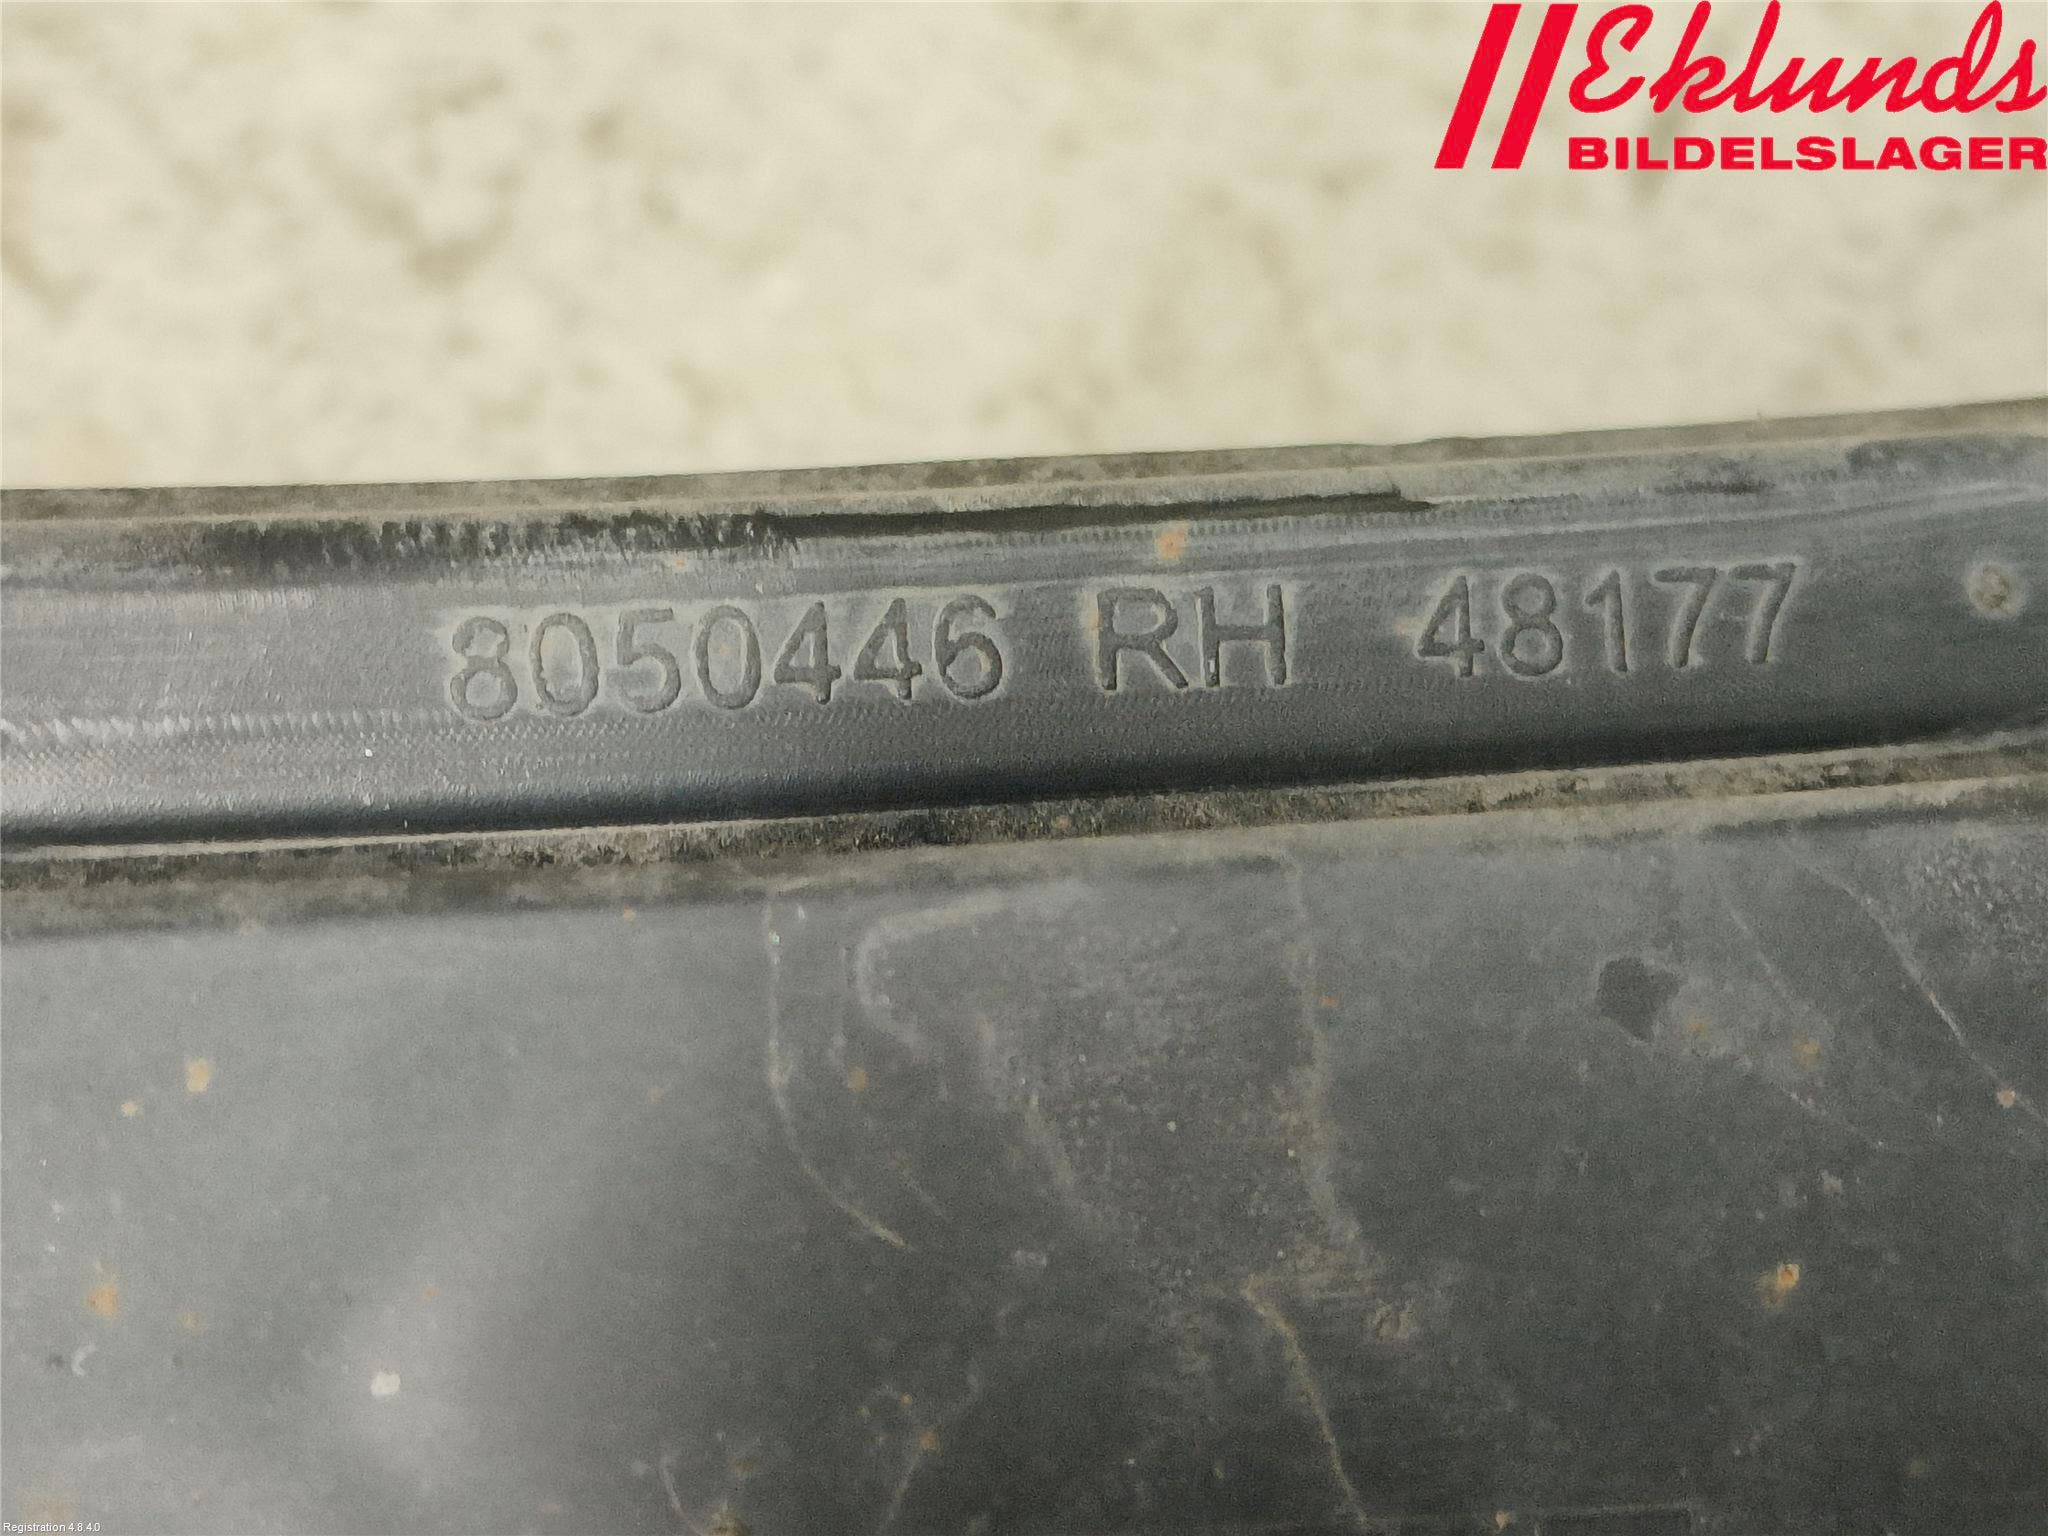 Eklunds
BILDELSLAGER
8050446 RH 48177
Registration 4.8.4.0